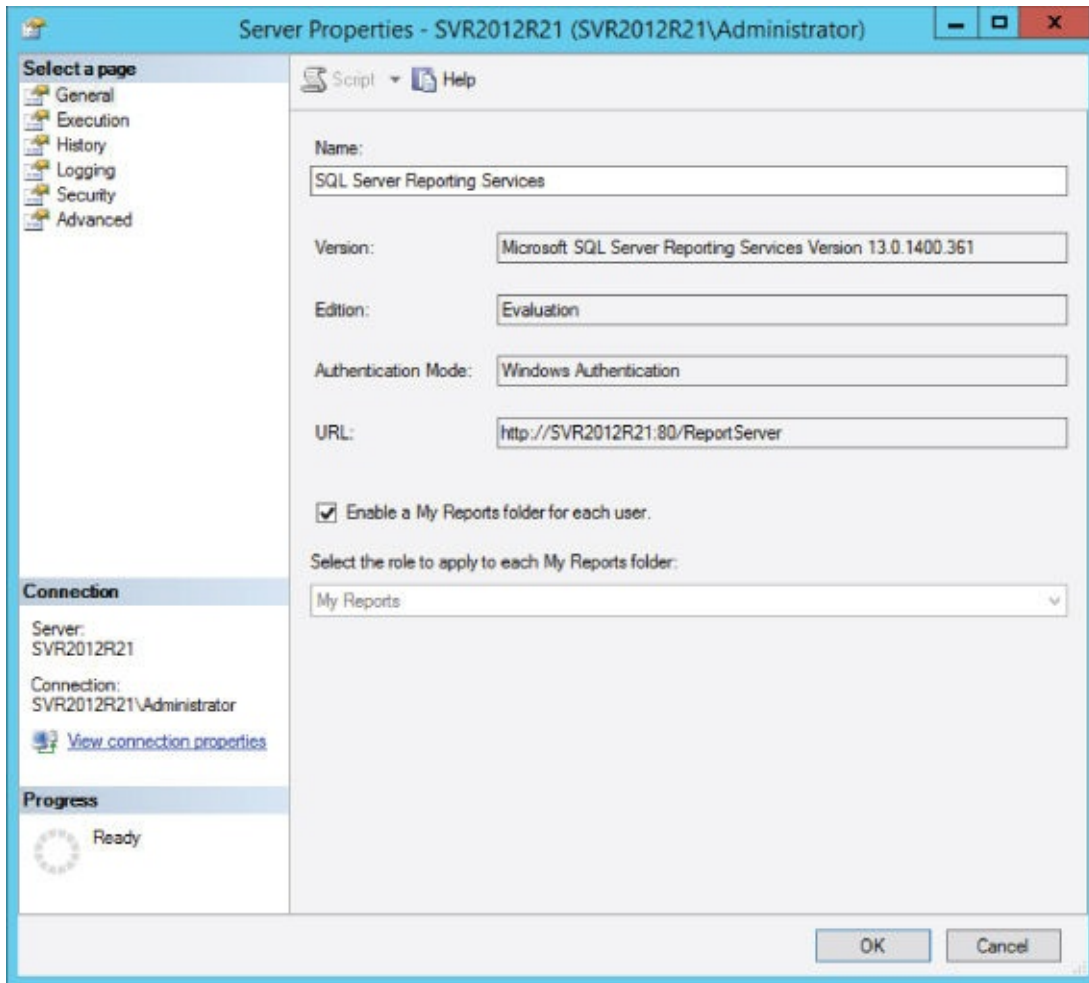 Server Properties - SVR2012R21 (SVR2012R21\Administrator)
Select a page
General
Execution
History
Logging
Security
Advanced
Script
Help
Name:
SQL Server Reporting Services
Version:
Microsoft SQL Server Reporting Services Version 13.0.1400.361
Edition:
Evaluation
Authentication Mode:
Windows Authentication
URL:
http://SVR2012R21:80/ReportServer
Enable a My Reports folder for each user.
Select the role to apply to each My Reports folder:
My Reports
Connection
Server:
SVR2012R21
Connection:
SVR2012R21\Administrator
View connection properties
Progress
Ready
OK
Cancel